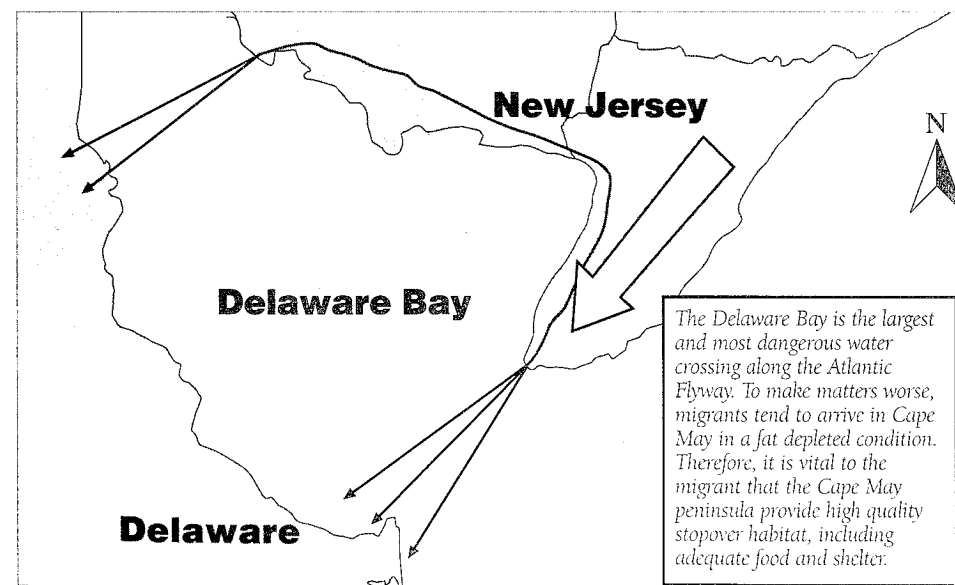 New Jersey
N
Delaware Bay
The Delaware Bay is the largest
and most dangerous water
crossing along the Atlantic
Flyway. To make matters worse,
migrants tend to arrive in Cape
May in a fat depleted condition.
Therefore, it is vital to the
migrant that the Cape May
peninsula provide high quality
stopover habitat, including
adequate food and shelter.
Delaware